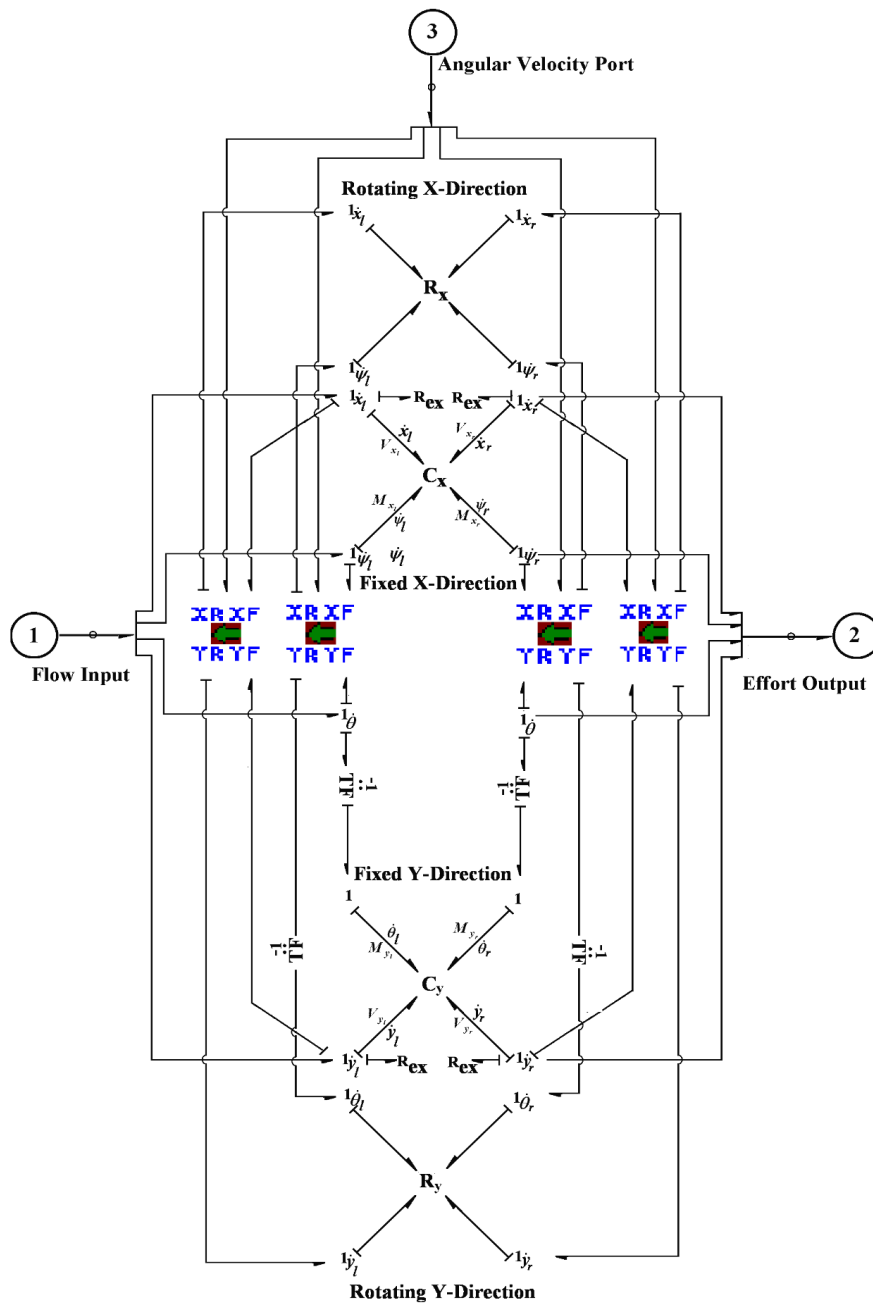 3
Angular Velocity Port
Rotating X-Direction
1ẋl
1ẋr
Rx
1ψ̇l
1ψ̇r
1ẋl
Rex
Rex
1ẋr
Vxl ẋl
Vxr ẋr
Cx
Mxl ψ̇l
Mxr ψ̇r
1ψ̇l
ψ̇l
1ψ̇r
Fixed X-Direction
XR XF
XR XF
XR XF
XR XF
1
2
YR YF
YR YF
YR YF
YR YF
Flow Input
Effort Output
1θ̇
1θ̇
TF
-1
TF
-1
Fixed Y-Direction
1
1
Myl θ̇l
Myr θ̇r
TF
-1
TF
-1
Cy
Vyl ẏl
Vyr ẏr
1ẏl
Rex
Rex
1ẏr
1θ̇l
1θ̇r
Ry
1ẏl
1ẏr
Rotating Y-Direction